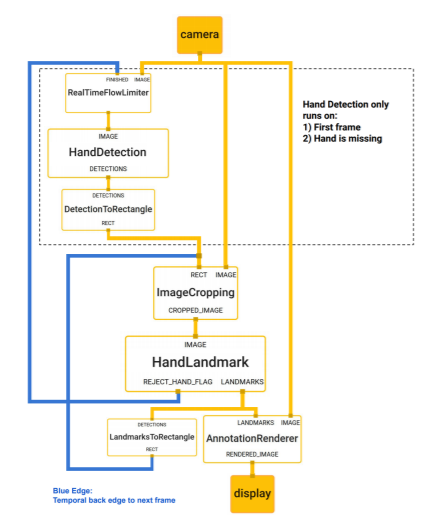 camera
FINISHED IMAGE
RealTimeFlowLimiter
Hand Detection only
runs on:
1) First frame
2) Hand is missing
IMAGE
HandDetection
DETECTIONS
DETECTIONS
DetectionToRectangle
RECT
RECT IMAGE
ImageCropping
CROPPED_IMAGE
IMAGE
HandLandmark
REJECT_HAND_FLAG LANDMARKS
DETECTIONS
LandmarksToRectangle
RECT
LANDMARKS IMAGE
AnnotationRenderer
RENDERED_IMAGE
display
Blue Edge:
Temporal back edge to next frame